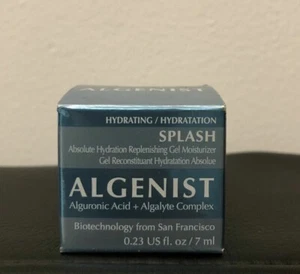 HYDRATING / HYDRATATION
SPLASH
Absolute Hydration Replenishing Gel Moisturizer
Gel Reconstituant Hydratation Absolue
ALGENIST
Alguronic Acid + Algalyte Complex
Biotechnology from San Francisco
0.23 US fl. oz / 7 ml